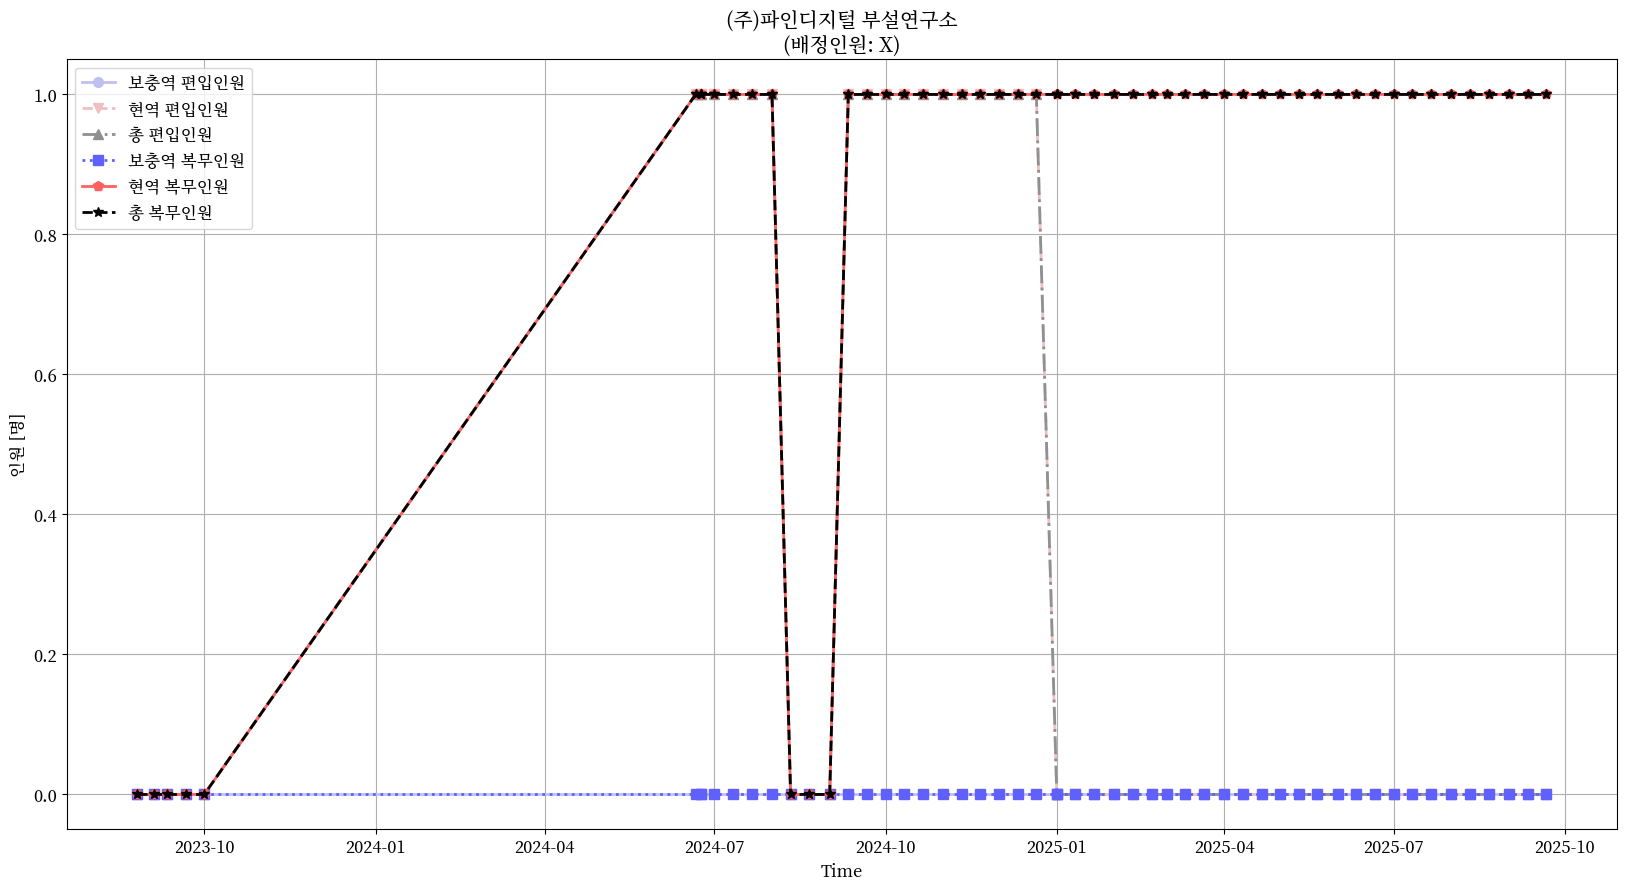 (주)파인디지털 부설연구소
(배정인원: X)
보충역 편입인원
현역 편입인원
총 편입인원
보충역 복무인원
현역 복무인원
총 복무인원
1.0
0.8
0.6
0.4
0.2
0.0
인원 [명]
2023-10
2024-01
2024-04
2024-07
2024-10
2025-01
2025-04
2025-07
2025-10
Time